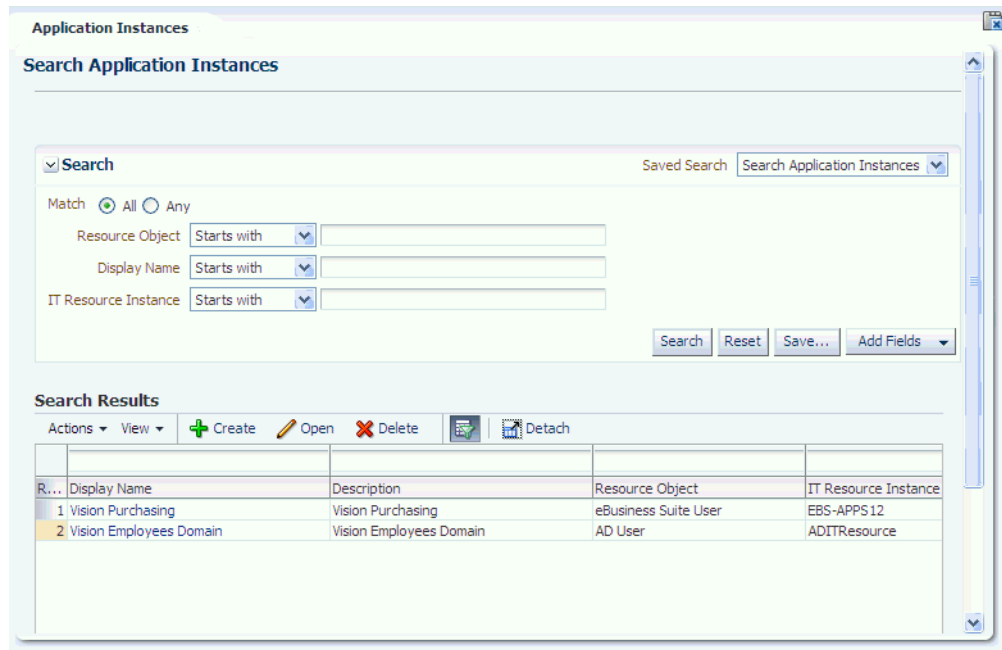 Application Instances
Search Application Instances
Search
Saved Search Search Application Instances
Match All Any
Resource Object Starts with
Display Name Starts with
IT Resource Instance Starts with
Search Reset Save... Add Fields
Search Results
Actions View Create Open Delete Detach
R... Display Name Description Resource Object IT Resource Instance
1 Vision Purchasing Vision Purchasing eBusiness Suite User EBS-APPS12
2 Vision Employees Domain Vision Employees Domain AD User ADITResource